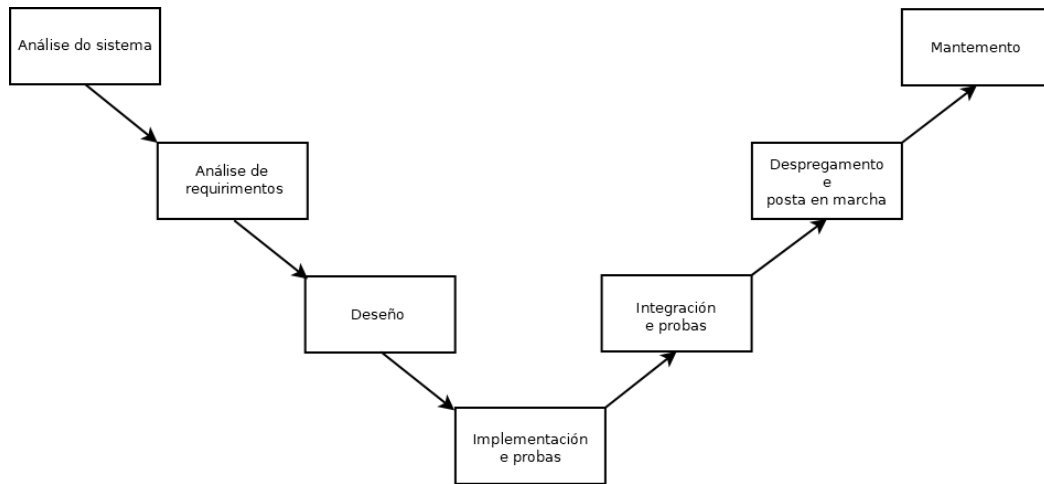 Análise do sistema
Análise de
requirimentos
Deseño
Implementación
e probas
Integración
e probas
Despregamento
e
posta en marcha
Mantemento